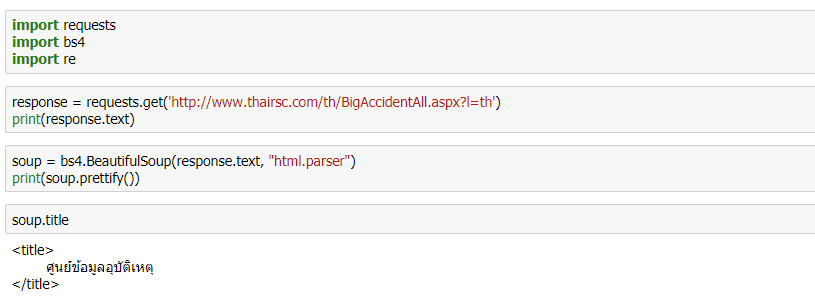 import requests
import bs4
import re
response = requests.get('http://www.thairsc.com/th/BigAccidentAll.aspx?l=th')
print(response.text)
soup = bs4.BeautifulSoup(response.text, "html.parser")
print(soup.prettify())
soup.title
<title>
ศูนย์ข้อมูลอุบัติเหตุ
</title>